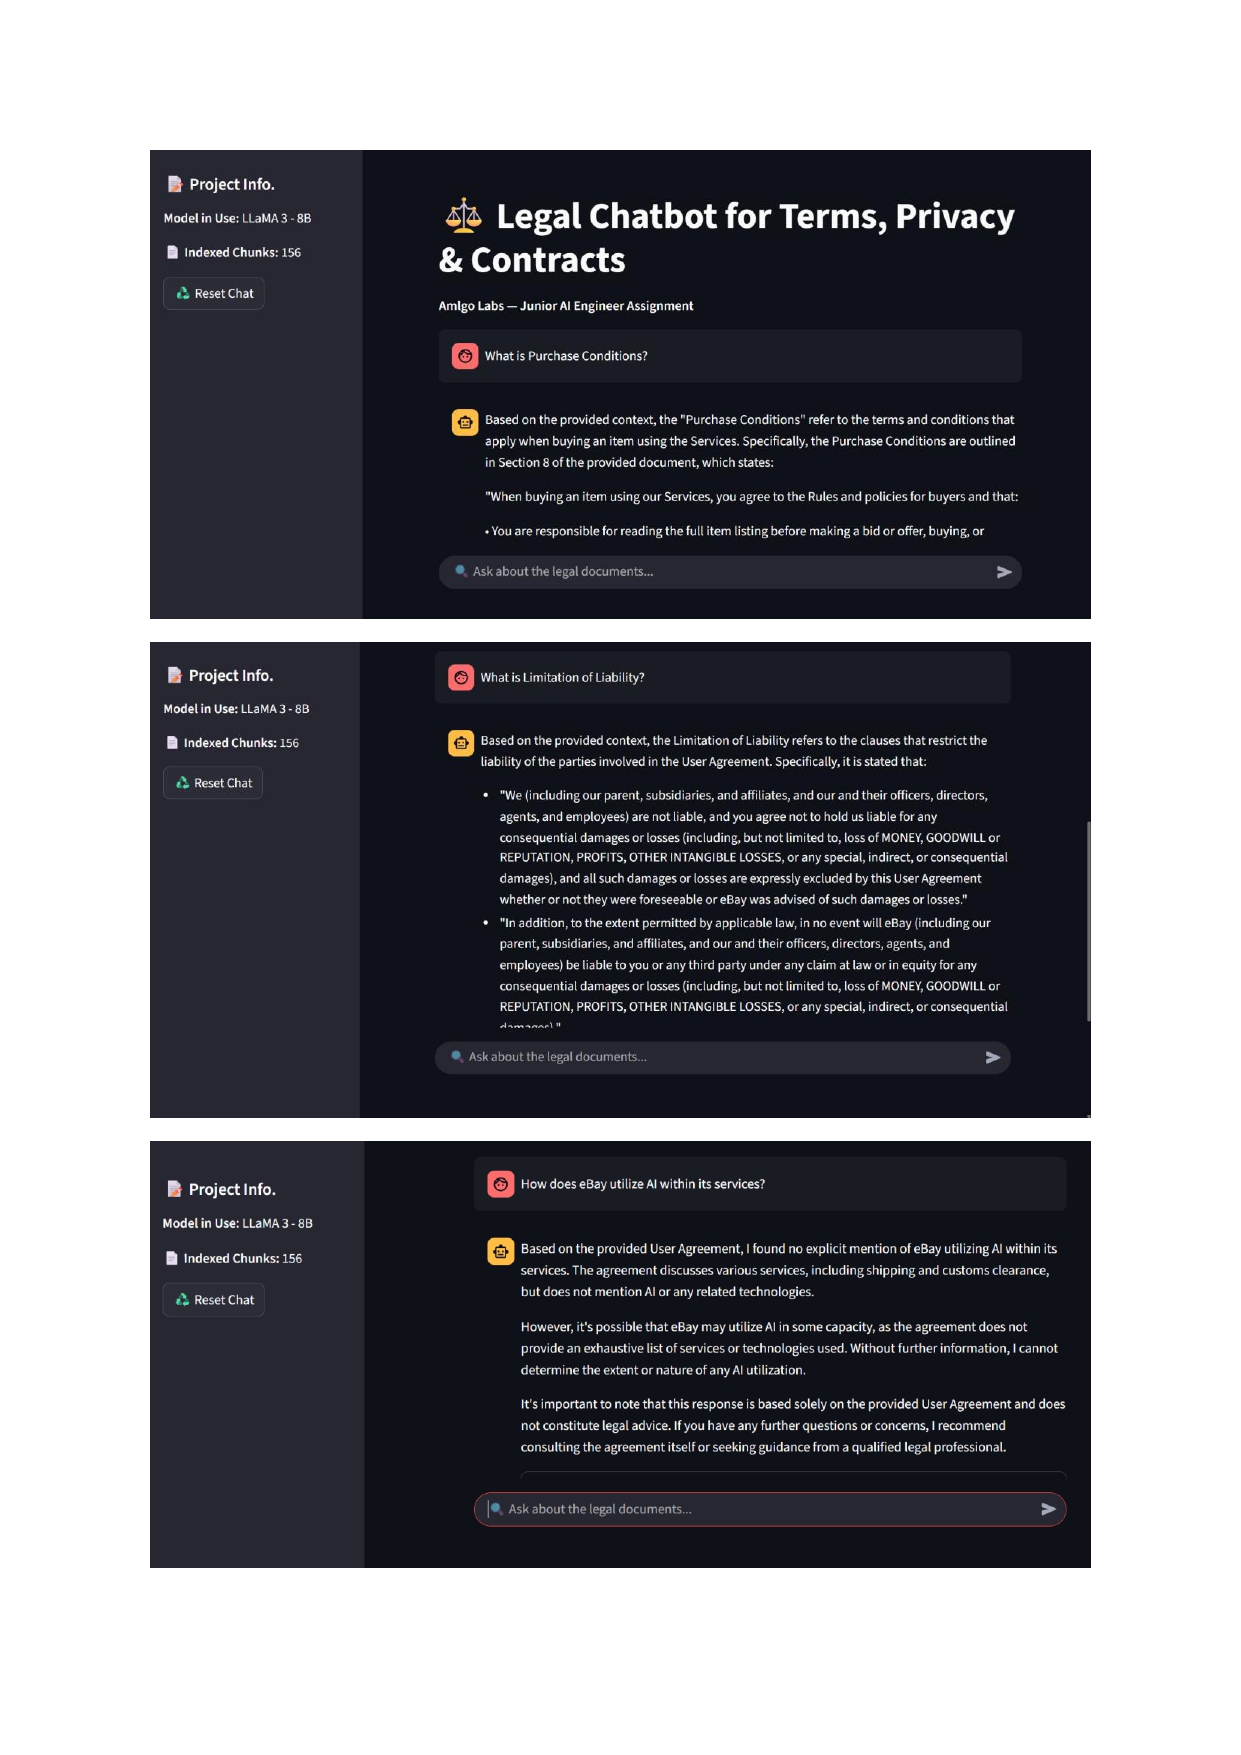 Project Info.
Model in Use: LLaMA 3 - 8B
Indexed Chunks: 156
Reset Chat
Legal Chatbot for Terms, Privacy
& Contracts
Amlgo Labs — Junior AI Engineer Assignment
What is Purchase Conditions?
Based on the provided context, the "Purchase Conditions" refer to the terms and conditions that
apply when buying an item using the Services. Specifically, the Purchase Conditions are outlined
in Section 8 of the provided document, which states:
"When buying an item using our Services, you agree to the Rules and policies for buyers and that:
• You are responsible for reading the full item listing before making a bid or offer, buying, or
Ask about the legal documents...
Project Info.
Model in Use: LLaMA 3 - 8B
Indexed Chunks: 156
Reset Chat
What is Limitation of Liability?
Based on the provided context, the Limitation of Liability refers to the clauses that restrict the
liability of the parties involved in the User Agreement. Specifically, it is stated that:
• "We (including our parent, subsidiaries, and affiliates, and our and their officers, directors,
agents, and employees) are not liable, and you agree not to hold us liable for any
consequential damages or losses (including, but not limited to, loss of MONEY, GOODWILL or
REPUTATION, PROFITS, OTHER INTANGIBLE LOSSES, or any special, indirect, or consequential
damages), and all such damages or losses are expressly excluded by this User Agreement
whether or not they were foreseeable or eBay was advised of such damages or losses."
• "In addition, to the extent permitted by applicable law, in no event will eBay (including our
parent, subsidiaries, and affiliates, and our and their officers, directors, agents, and
employees) be liable to you or any third party under any claim at law or in equity for any
consequential damages or losses (including, but not limited to, loss of MONEY, GOODWILL or
REPUTATION, PROFITS, OTHER INTANGIBLE LOSSES, or any special, indirect, or consequential
damages)."
Ask about the legal documents...
Project Info.
Model in Use: LLaMA 3 - 8B
Indexed Chunks: 156
Reset Chat
How does eBay utilize AI within its services?
Based on the provided User Agreement, I found no explicit mention of eBay utilizing AI within its
services. The agreement discusses various services, including shipping and customs clearance,
but does not mention AI or any related technologies.
However, it's possible that eBay may utilize AI in some capacity, as the agreement does not
provide an exhaustive list of services or technologies used. Without further information, I cannot
determine the extent or nature of any AI utilization.
It's important to note that this response is based solely on the provided User Agreement and does
not constitute legal advice. If you have any further questions or concerns, I recommend
consulting the agreement itself or seeking guidance from a qualified legal professional.
Ask about the legal documents...